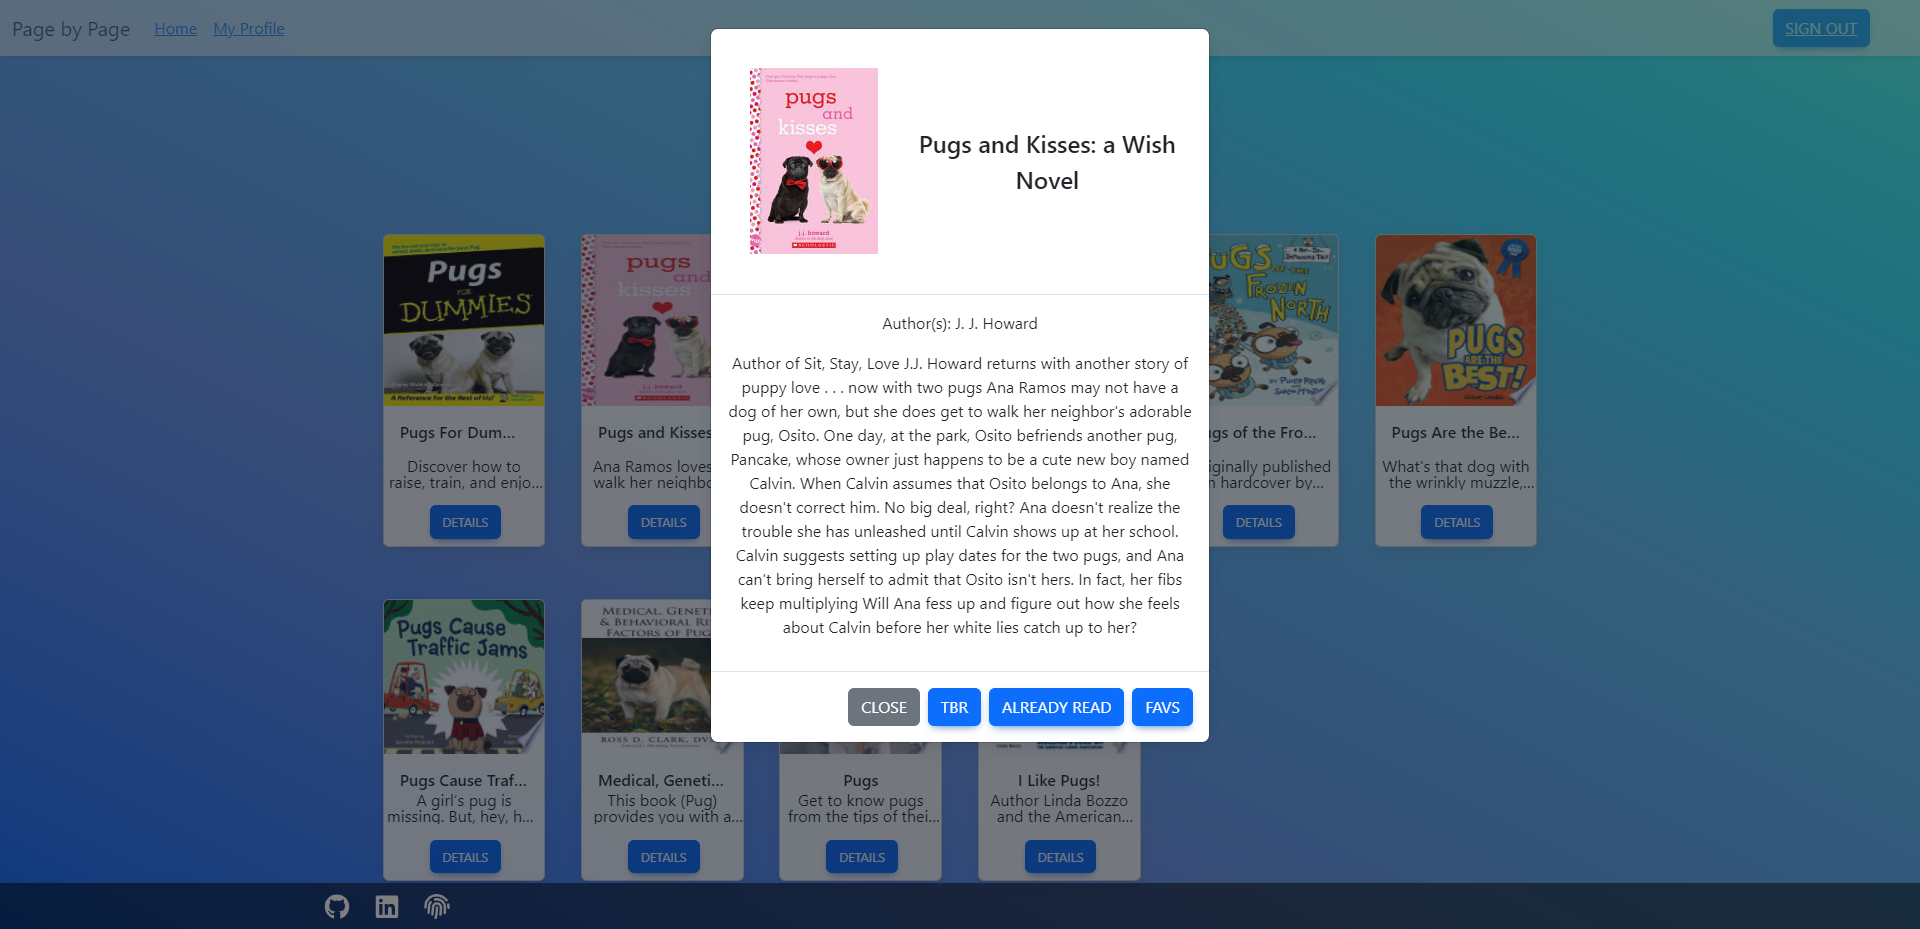 Page by Page
Home
My Profile
SIGN OUT
pugs
and
kisses
j.j. howard
SCHOLASTIC
Pugs and Kisses: a Wish
Novel
Author(s): J. J. Howard
Author of Sit, Stay, Love J.J. Howard returns with another story of
puppy love . . . now with two pugs Ana Ramos may not have a
dog of her own, but she does get to walk her neighbor's adorable
pug, Osito. One day, at the park, Osito befriends another pug,
Pancake, whose owner just happens to be a cute new boy named
Calvin. When Calvin assumes that Osito belongs to Ana, she
doesn't correct him. No big deal, right? Ana doesn't realize the
trouble she has unleashed until Calvin shows up at her school.
Calvin suggests setting up play dates for the two pugs, and Ana
can't bring herself to admit that Osito isn't hers. In fact, her fibs
keep multiplying Will Ana fess up and figure out how she feels
about Calvin before her white lies catch up to her?
CLOSE
TBR
ALREADY READ
FAVS
Pugs
FOR
DUMMIES
A Reference for the Rest of Us!
Pugs For Dum...
Discover how to
raise, train, and enjo...
DETAILS
pugs
and
kisses
j.j. howard
SCHOLASTIC
Pugs and Kisses
Ana Ramos loves
walk her neighbo
DETAILS
UGS OF THE
FROZEN
NORTH
gs of the Fro...
iginally published
n hardcover by...
DETAILS
PUGS
ARE THE
BEST!
Pugs Are the Be...
What's that dog with
the wrinkly muzzle,...
DETAILS
Pugs Cause
Traffic Jams
Pugs Cause Traf...
A girl's pug is
missing. But, hey, h...
DETAILS
MEDICAL, GENET
& BEHAVIORAL RIS
FACTORS OF PUG
ROSS D. CLARK, DV
Medical, Geneti...
This book (Pug)
provides you with a...
DETAILS
Pugs
Get to know pugs
from the tips of thei...
DETAILS
I Like Pugs!
Author Linda Bozzo
and the American...
DETAILS